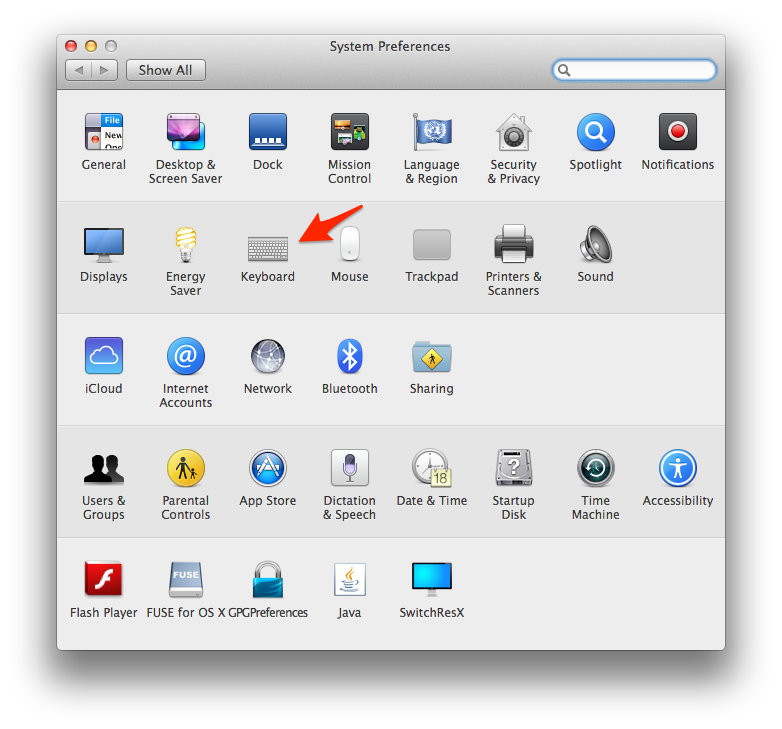 System Preferences
Show All
File
New
One
General
Desktop &
Screen Saver
Dock
Mission
Control
Language
& Region
Security
& Privacy
Spotlight
Notifications
Displays
Energy
Saver
Keyboard
Mouse
Trackpad
Printers &
Scanners
Sound
iCloud
@
Internet
Accounts
Network
Bluetooth
Sharing
Users &
Groups
Parental
Controls
App Store
Dictation
& Speech
18
Date & Time
?
Startup
Disk
Time
Machine
Accessibility
Flash Player
FUSE
FUSE for OS X
GPGPreferences
Java
Java
SwitchResX